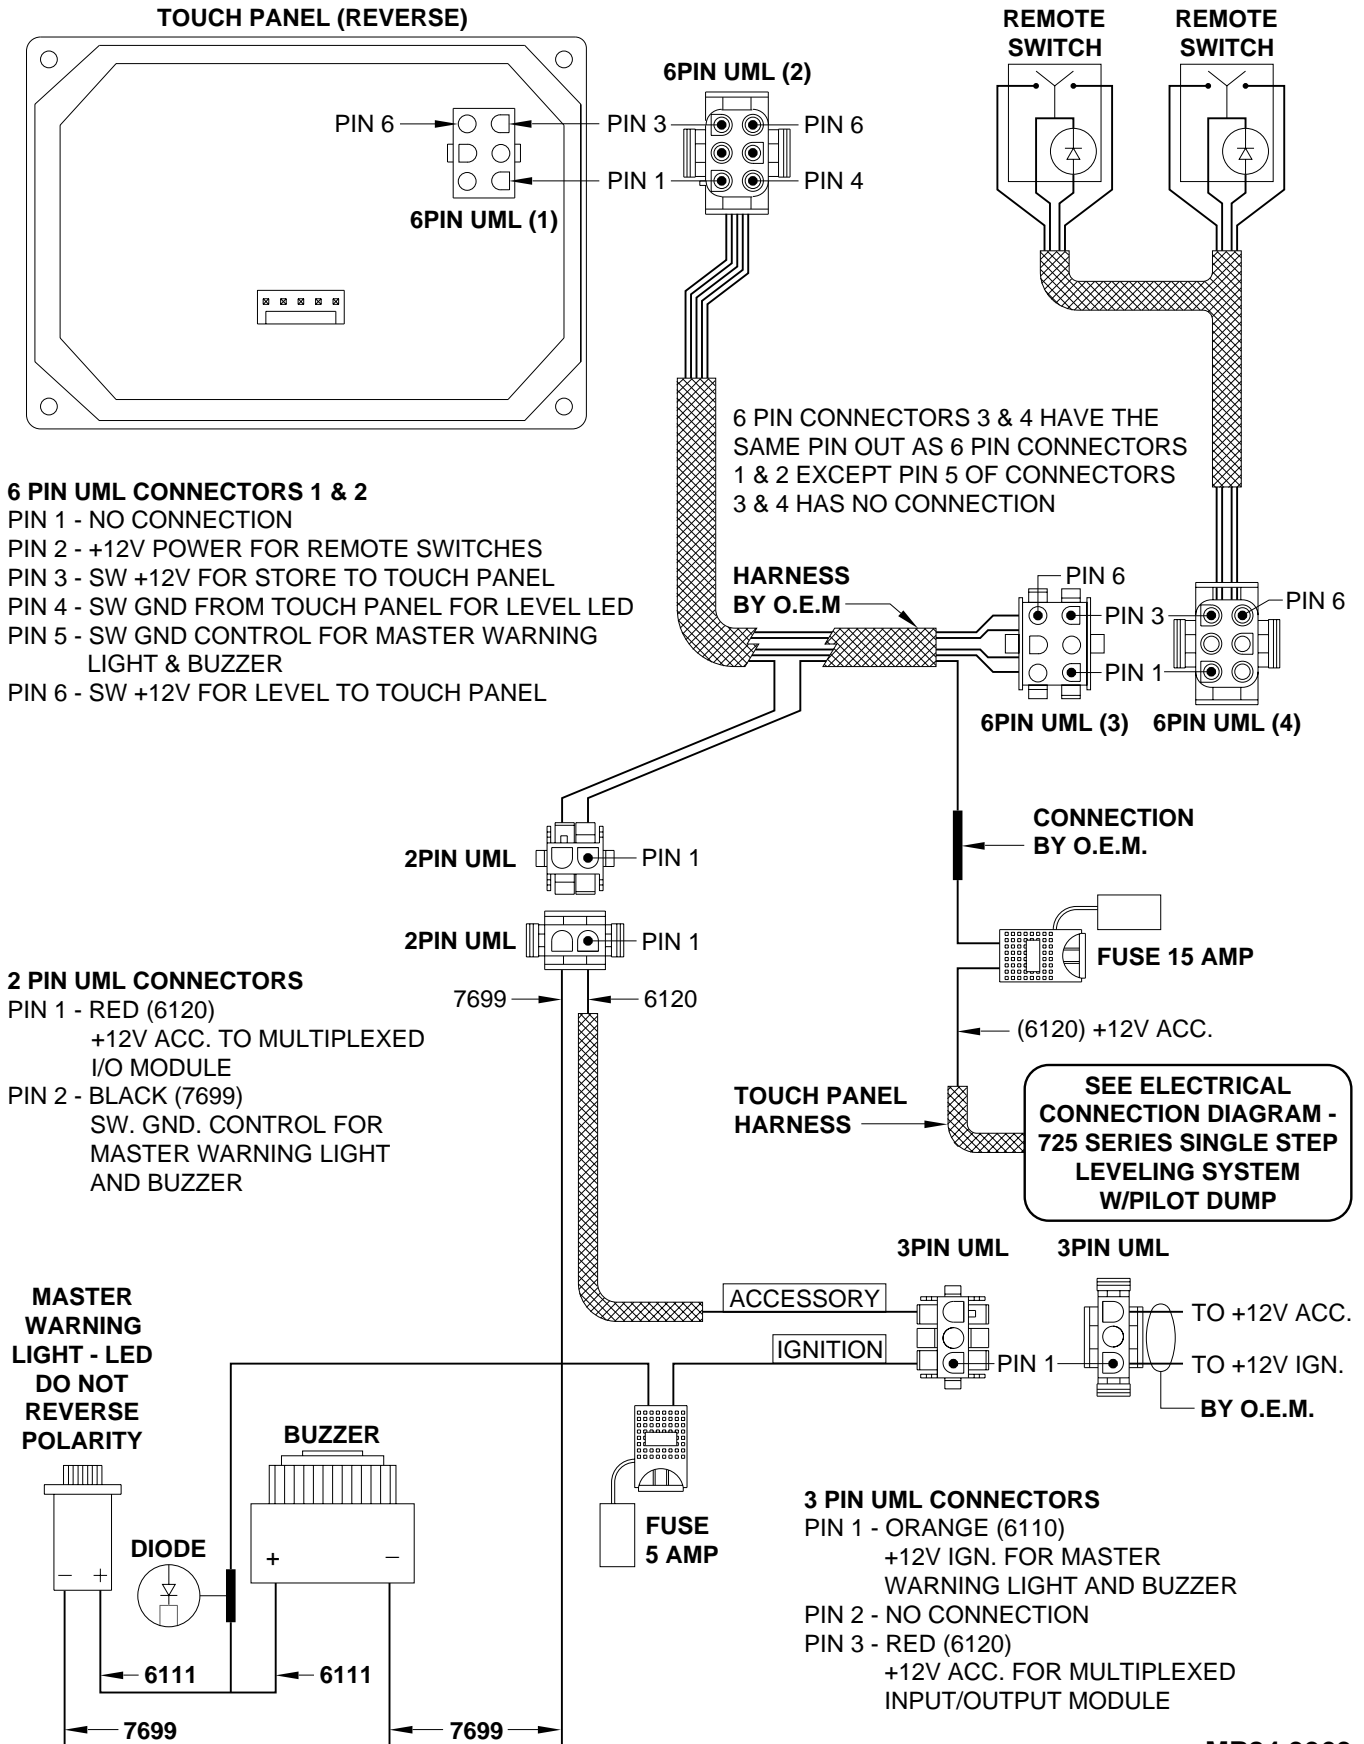 TOUCH PANEL (REVERSE)
REMOTE
SWITCH
REMOTE
SWITCH
6PIN UML (2)
PIN 6
PIN 3
PIN 6
PIN 1
PIN 4
6PIN UML (1)
6 PIN CONNECTORS 3 & 4 HAVE THE
SAME PIN OUT AS 6 PIN CONNECTORS
1 & 2 EXCEPT PIN 5 OF CONNECTORS
3 & 4 HAS NO CONNECTION
6 PIN UML CONNECTORS 1 & 2
PIN 1 - NO CONNECTION
PIN 2 - +12V POWER FOR REMOTE SWITCHES
PIN 3 - SW +12V FOR STORE TO TOUCH PANEL
PIN 4 - SW GND FROM TOUCH PANEL FOR LEVEL LED
PIN 5 - SW GND CONTROL FOR MASTER WARNING
LIGHT & BUZZER
PIN 6 - SW +12V FOR LEVEL TO TOUCH PANEL
HARNESS
BY O.E.M
PIN 6
PIN 3
PIN 6
PIN 1
6PIN UML (3)
6PIN UML (4)
CONNECTION
BY O.E.M.
2PIN UML
PIN 1
2PIN UML
PIN 1
FUSE 15 AMP
2 PIN UML CONNECTORS
PIN 1 - RED (6120)
+12V ACC. TO MULTIPLEXED
I/O MODULE
PIN 2 - BLACK (7699)
SW. GND. CONTROL FOR
MASTER WARNING LIGHT
AND BUZZER
7699
6120
(6120) +12V ACC.
TOUCH PANEL
HARNESS
SEE ELECTRICAL
CONNECTION DIAGRAM -
725 SERIES SINGLE STEP
LEVELING SYSTEM
W/PILOT DUMP
3PIN UML
3PIN UML
ACCESSORY
TO +12V ACC.
IGNITION
PIN 1
TO +12V IGN.
BY O.E.M.
MASTER
WARNING
LIGHT - LED
DO NOT
REVERSE
POLARITY
BUZZER
+
-
- +
DIODE
FUSE
5 AMP
3 PIN UML CONNECTORS
PIN 1 - ORANGE (6110)
+12V IGN. FOR MASTER
WARNING LIGHT AND BUZZER
PIN 2 - NO CONNECTION
PIN 3 - RED (6120)
+12V ACC. FOR MULTIPLEXED
INPUT/OUTPUT MODULE
6111
6111
7699
7699